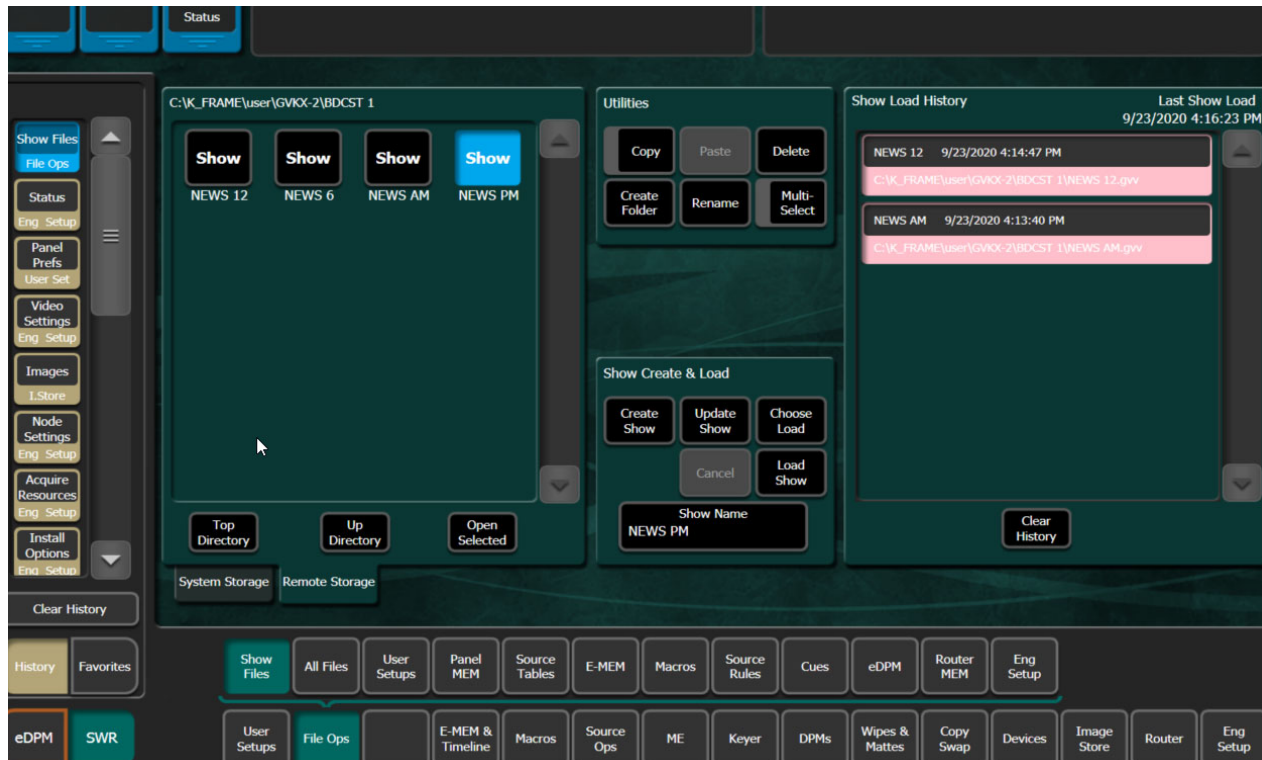 Status
Show Files
File Ops
Status
Eng Setup
Panel
Prefs
User Set
Video
Settings
Eng Setup
Images
I.Store
Node
Settings
Eng Setup
Acquire
Resources
Eng Setup
Install
Options
Eng Setup
Clear History
History
Favorites
C:\K_FRAME\user\GVKX-2\BDCST 1
Show Show Show Show
NEWS 12 NEWS 6 NEWS AM NEWS PM
Top
Directory
Up
Directory
Open
Selected
System Storage Remote Storage
Utilities
Copy
Paste
Delete
Create
Folder
Rename
Multi-
Select
Show Create & Load
Create
Show
Update
Show
Choose
Load
Cancel
Load
Show
Show Name
NEWS PM
Show Load History
Last Show Load
9/23/2020 4:16:23 PM
NEWS 12 9/23/2020 4:14:47 PM
C:\K_FRAME\user\GVKX-2\BDCST 1\NEWS 12.gvv
NEWS AM 9/23/2020 4:13:40 PM
C:\K_FRAME\user\GVKX-2\BDCST 1\NEWS AM.gvv
Clear
History
Show
Files
All Files
User
Setups
Panel
MEM
Source
Tables
E-MEM
Macros
Source
Rules
Cues
eDPM
Router
MEM
Eng
Setup
eDPM
SWR
User
Setups
File Ops
E-MEM &
Timeline
Macros
Source
Ops
ME
Keyer
DPMs
Wipes &
Mattes
Copy
Swap
Devices
Image
Store
Router
Eng
Setup